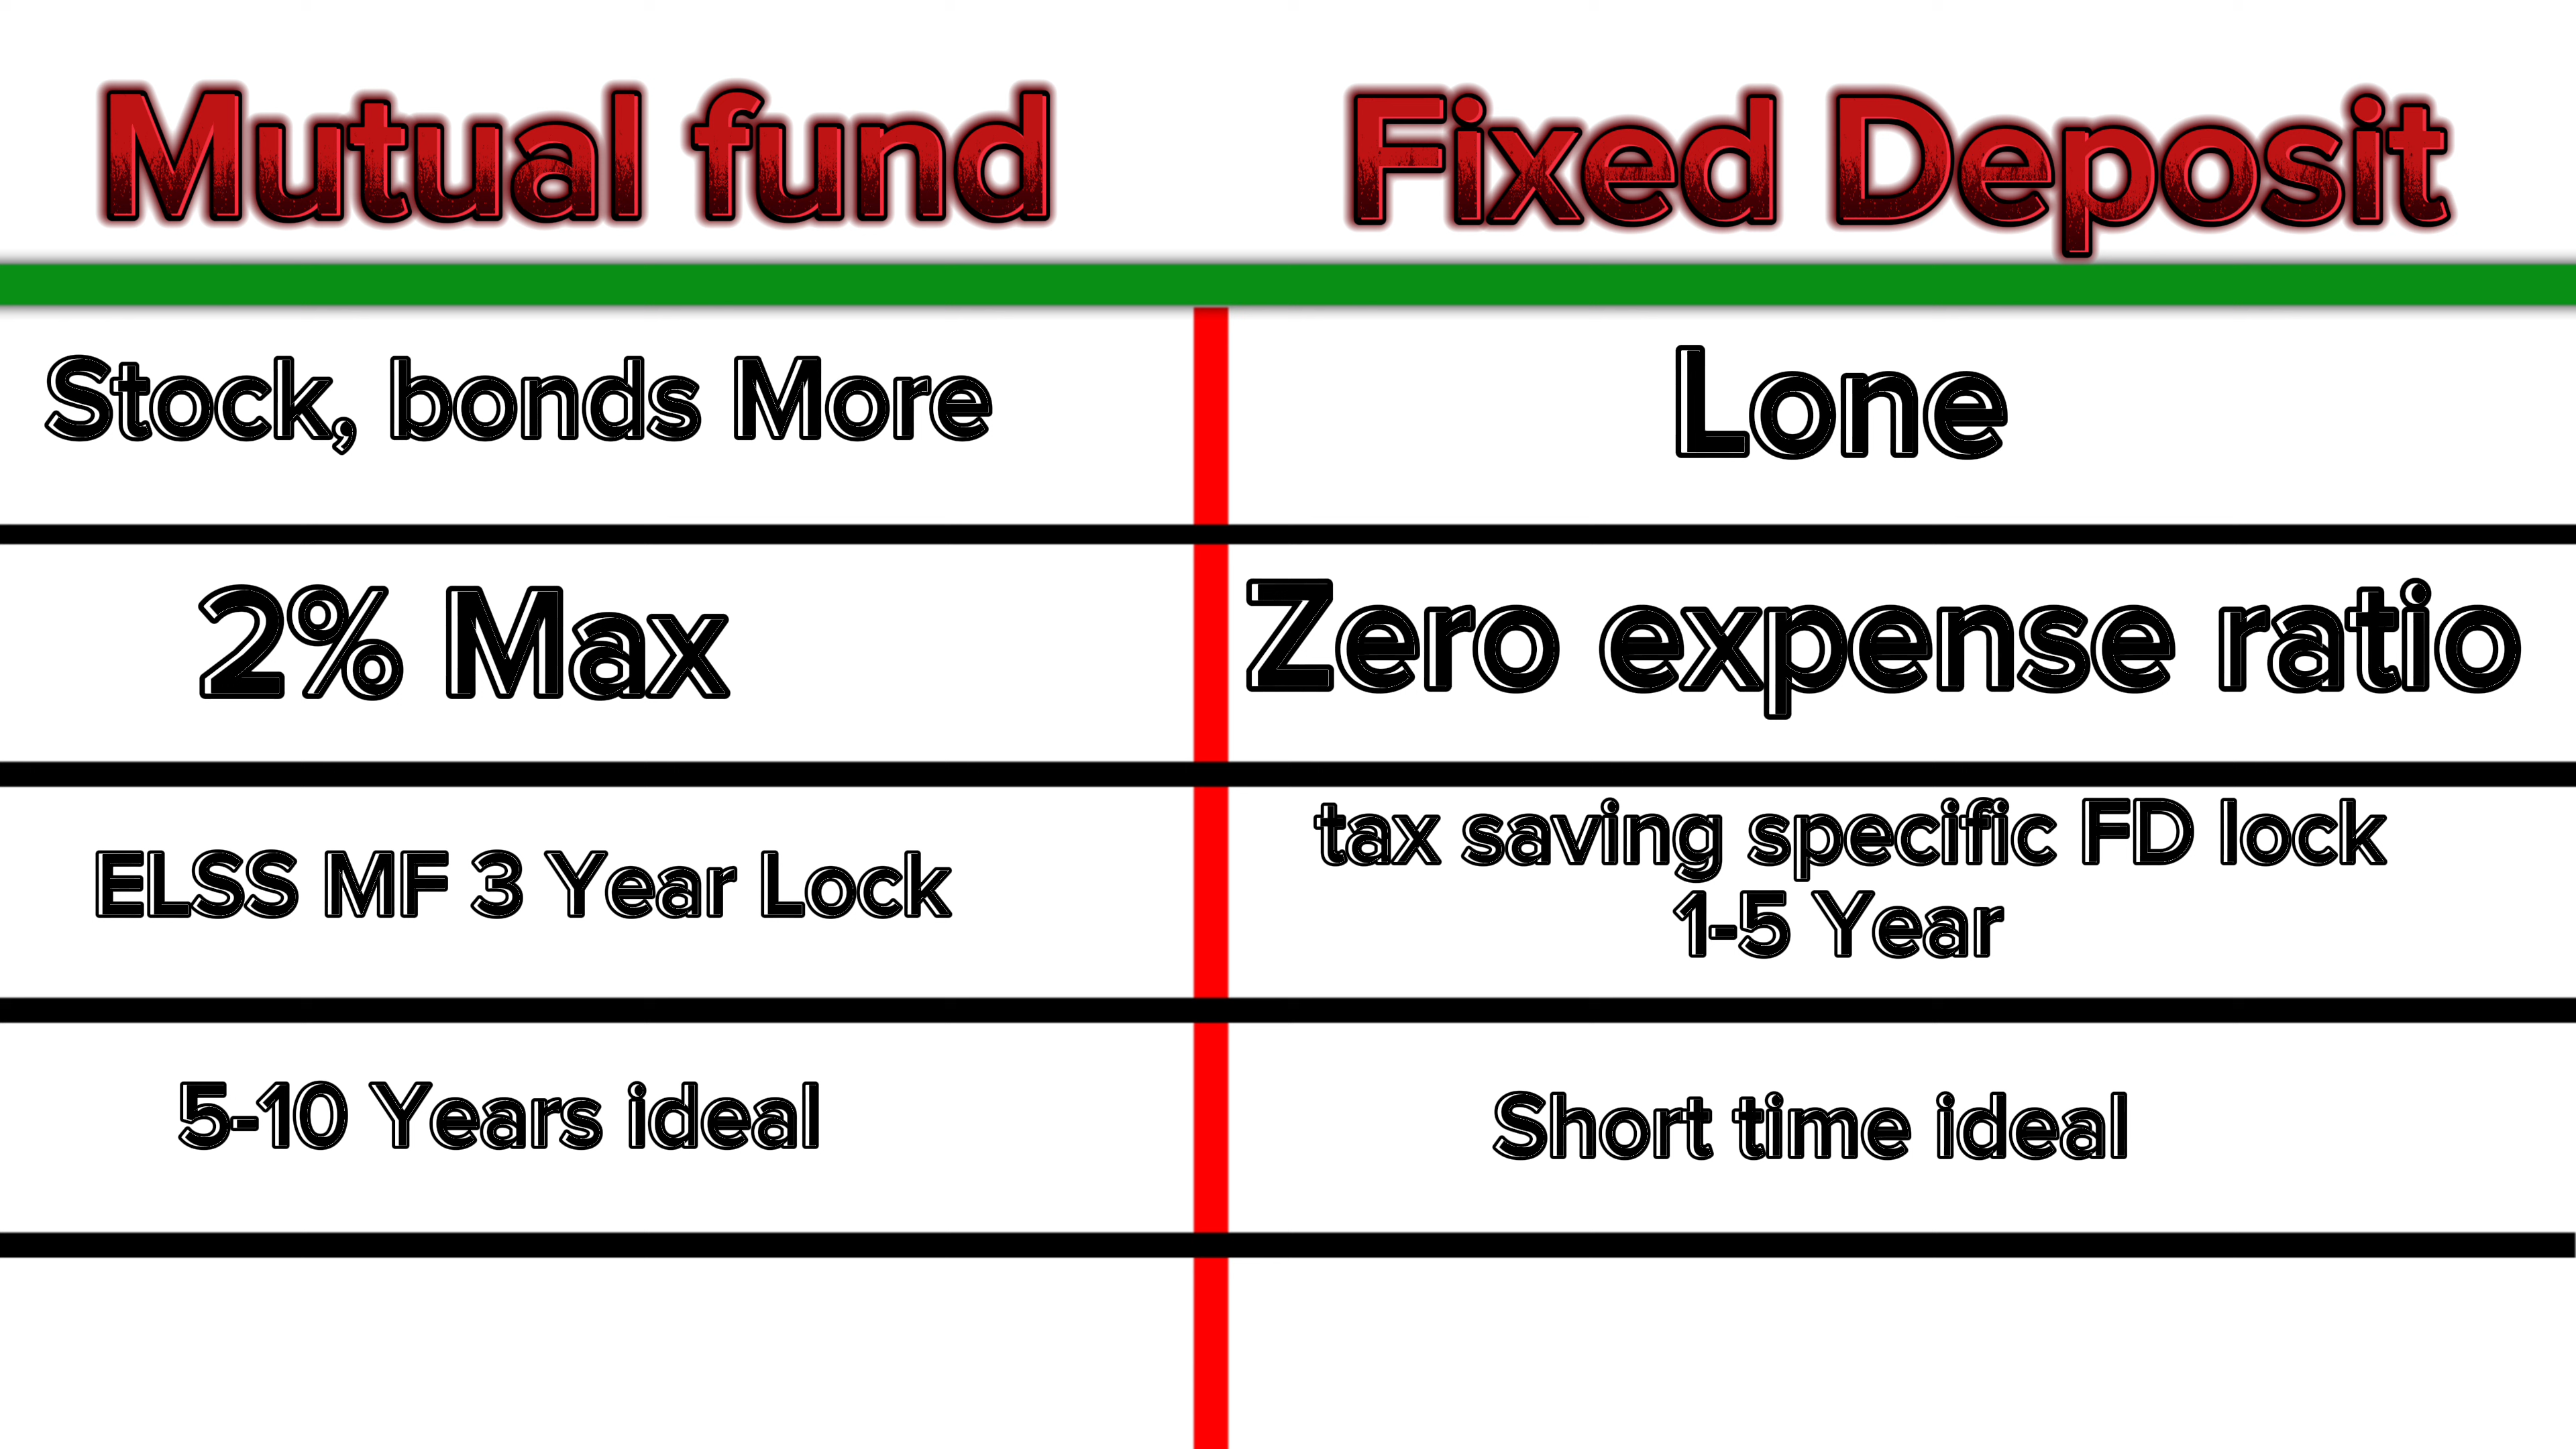 Mutual fund
Fixed Deposit
Stock, bonds More
Lone
2% Max
Zero expense ratio
ELSS MF 3 Year Lock
tax saving specific FD lock
1-5 Year
5-10 Years ideal
Short time ideal